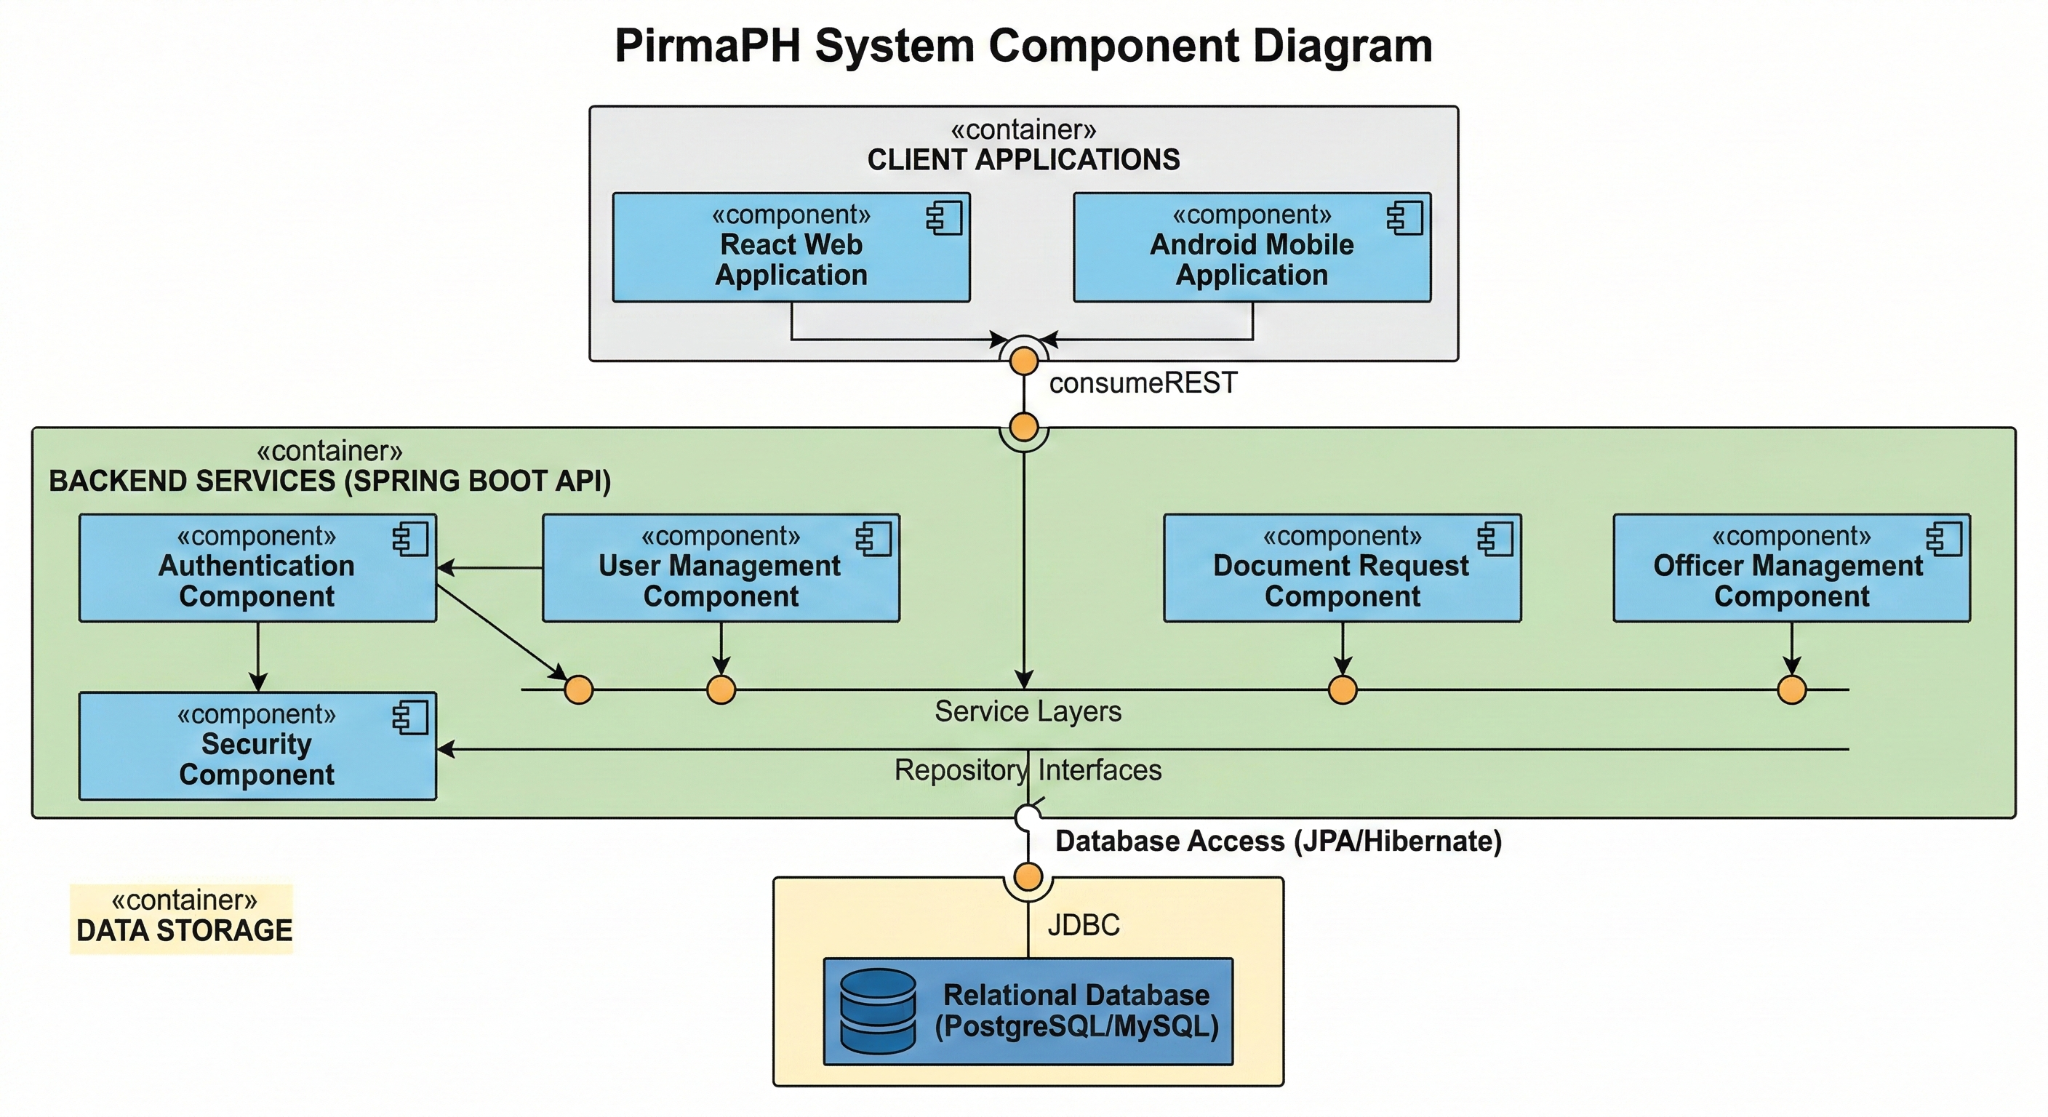 PirmaPH System Component Diagram
«container»
CLIENT APPLICATIONS
«component»
React Web
Application
«component»
Android Mobile
Application
consumeREST
«container»
BACKEND SERVICES (SPRING BOOT API)
«component»
Authentication
Component
«component»
User Management
Component
«component»
Document Request
Component
«component»
Officer Management
Component
Service Layers
«component»
Security
Component
Repository Interfaces
Database Access (JPA/Hibernate)
«container»
DATA STORAGE
JDBC
Relational Database
(PostgreSQL/MySQL)